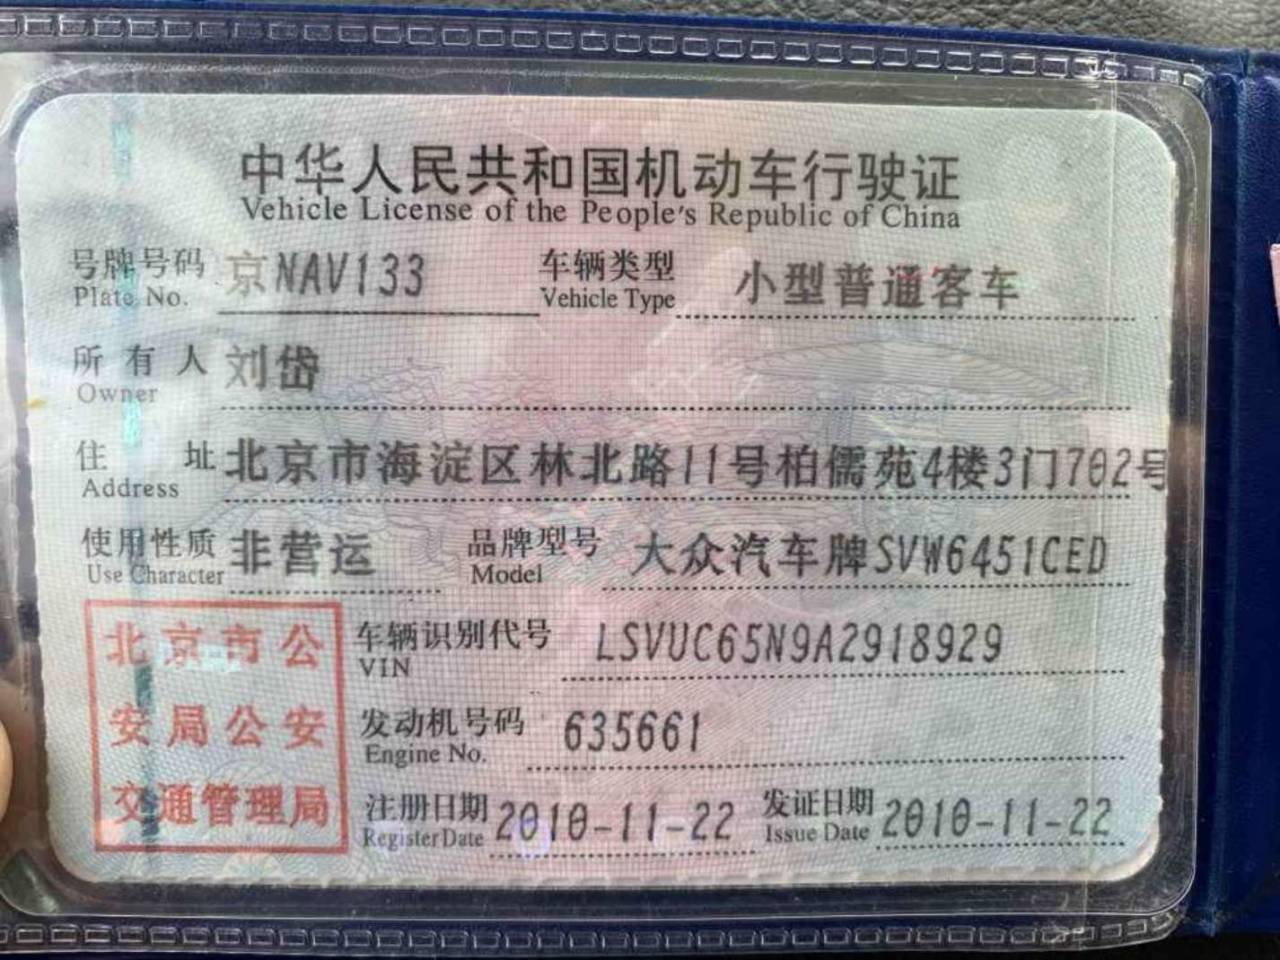 中华人民共和国机动车行驶证
Vehicle License of the People's Republic of China
号牌号码 京NAV133 车辆类型 小型普通客车
Plate No. Vehicle Type
所有人 刘岱
Owner
住址 北京市海淀区林北路11号柏儒苑4楼3门702号
Address
使用性质 非营运 品牌型号 大众汽车牌SVW6451CED
Use Character Model
北京市公
安局公安
交通管理局
车辆识别代号 LSVUC65N9A2918929
VIN
发动机号码 635661
Engine No.
注册日期 2010-11-22 发证日期 2010-11-22
Register Date Issue Date